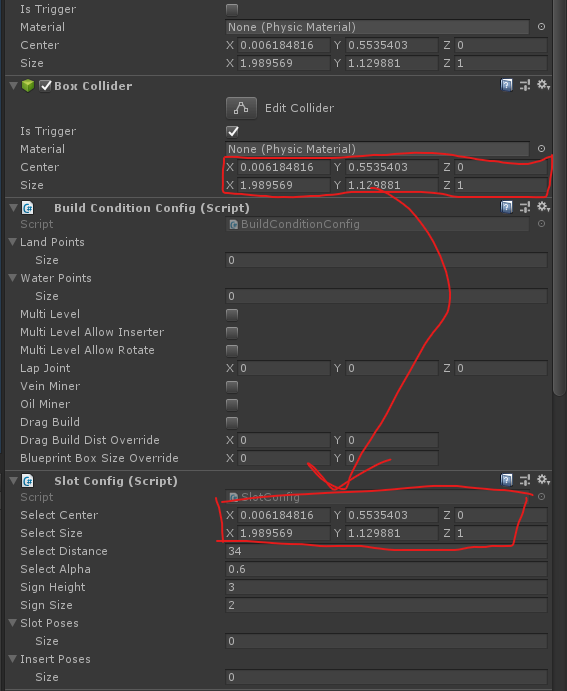 Is Trigger
Material None (Physic Material)
Center X 0.006184816 Y 0.5535403 Z 0
Size X 1.989569 Y 1.129881 Z 1
Box Collider
Edit Collider
Is Trigger
Material None (Physic Material)
Center X 0.006184816 Y 0.5535403 Z 0
Size X 1.989569 Y 1.129881 Z 1
Build Condition Config (Script)
Script BuildConditionConfig
Land Points
Size 0
Water Points
Size 0
Multi Level
Multi Level Allow Inserter
Multi Level Allow Rotate
Lap Joint X 0 Y 0 Z 0
Vein Miner
Oil Miner
Drag Build
Drag Build Dist Override X 0 Y 0
Blueprint Box Size Override X 0 Y 0
Slot Config (Script)
Script SlotConfig
Select Center X 0.006184816 Y 0.5535403 Z 0
Select Size X 1.989569 Y 1.129881 Z 1
Select Distance 34
Select Alpha 0.6
Sign Height 3
Sign Size 2
Slot Poses
Size 0
Insert Poses
Size 0